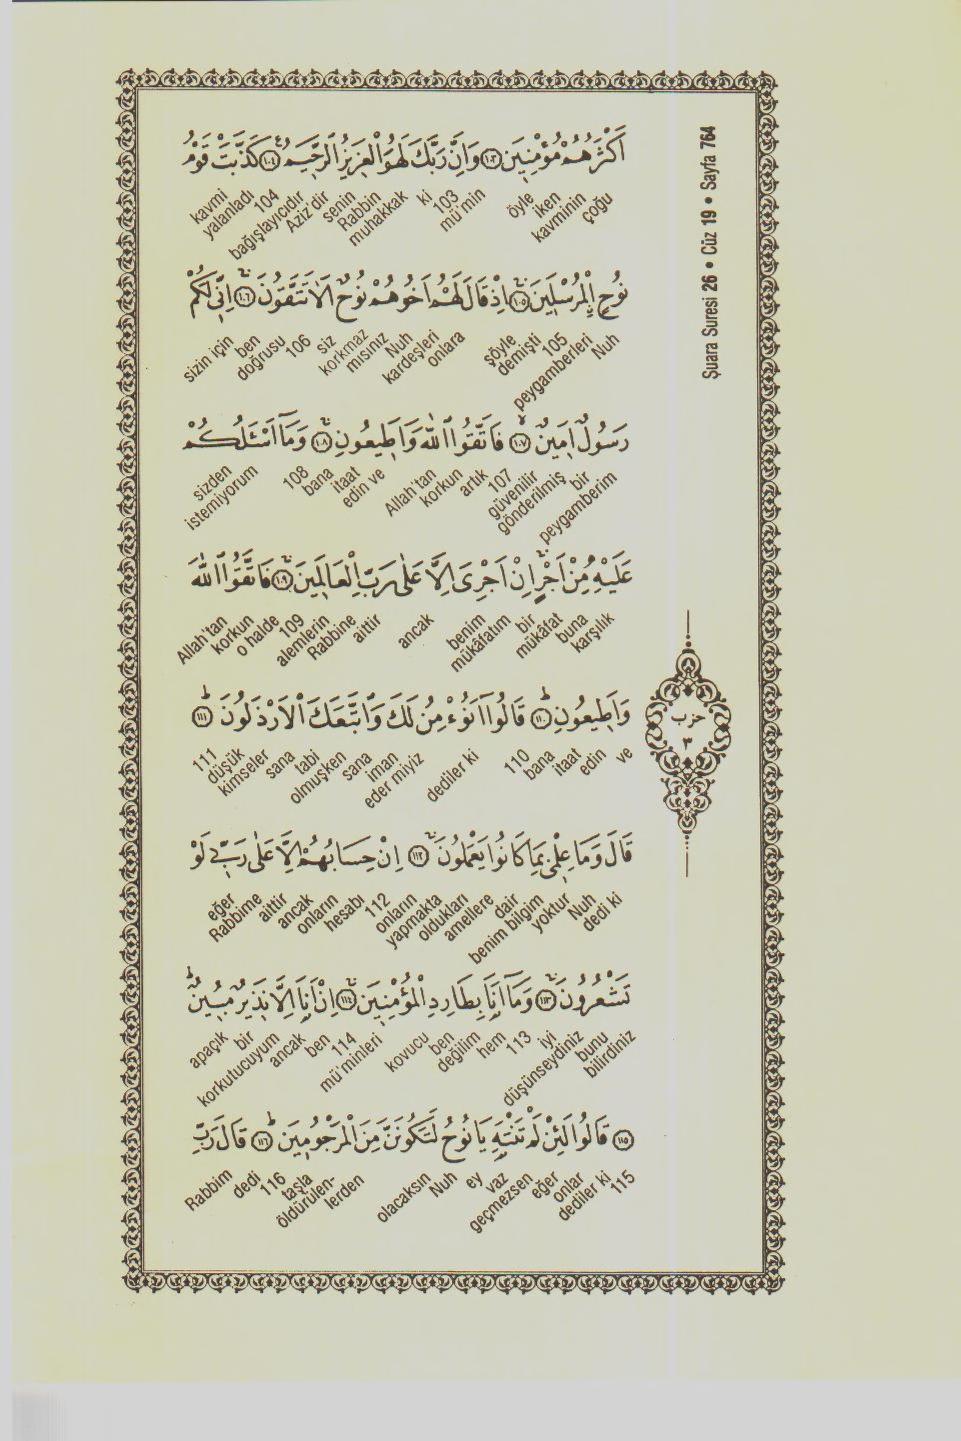 Şuara Suresi 26 • Cüz 19 • Sayfa 764
اَكْثَرُهُمْ مُؤْمِنٖينَ ﴿١٠٣﴾ وَاِنَّ رَبَّكَ لَهُوَ الْعَزٖيزُ الرَّحٖيمُ ﴿١٠٤﴾ كَذَّبَتْ قَوْمُ
çoğu kavminin iken öyle mü'min 103 ki muhakkak Rabbin senin Aziz'dir bağışlayıcıdır 104 yalanladı kavmi
نُوحٍ الْمُرْسَلٖينَ ﴿١٠٥﴾ اِذْ قَالَ لَهُمْ اَخُوهُمْ نُوحٌ اَلَا تَتَّقُونَ ﴿١٠٦﴾ اِنّٖى لَكُمْ
Nuh peygamberleri 105 demişti şöyle onlara kardeşleri Nuh mısınız korkmaz siz 106 doğrusu ben sizin için
رَسُولٌ اَمٖينٌ ﴿١٠٧﴾ فَاتَّقُوا اللّٰهَ وَاَطٖيعُونِ ﴿١٠٨﴾ وَمَٓا اَسْـَٔلُكُمْ
peygamberim bir gönderilmiş güvenilir 107 artık korkun Allah'tan edin ve itaat bana 108 istemiyorum sizden
عَلَيْهِ مِنْ اَجْرٍ اِنْ اَجْرِىَ اِلَّا عَلٰى رَبِّ الْعَالَمٖينَ ﴿١٠٩﴾ فَاتَّقُوا اللّٰهَ
karşılık buna mükâfat bir mükâfatım benim ancak aittir Rabbine alemlerin 109 o halde korkun Allah'tan
وَاَطٖيعُونِ ﴿١١٠﴾ قَالُٓوا اَنُؤْمِنُ لَكَ وَاتَّبَعَكَ الْاَرْذَلُونَ ﴿١١١﴾
ve edin itaat bana 110 dediler ki eder miyiz iman sana olmuşken tabi sana kimseler düşük 111
قَالَ وَمَا عِلْمٖى بِمَا كَانُوا يَعْمَلُونَ ﴿١١٢﴾ اِنْ حِسَابُهُمْ اِلَّا عَلٰى رَبّٖى لَوْ
dedi ki Nuh yoktur benim bilgim dair amellere oldukları yapmakta onların 112 hesabı onların ancak aittir Rabbime eğer
تَشْعُرُونَ ﴿١١٣﴾ وَمَٓا اَنَا بِطَارِدِ الْمُؤْمِنٖينَ ﴿١١٤﴾ اِنْ اَنَا اِلَّا نَذٖيرٌ مُبٖينٌ
bilirdiniz bunu düşünseydiniz iyi 113 hem değilim ben kovucu mü'minleri 114 ben ancak korkutucuyum bir apaçık
﴿١١٥﴾ قَالُوا لَئِنْ لَمْ تَنْتَهِ يَا نُوحُ لَتَكُونَنَّ مِنَ الْمَرْجُومٖينَ ﴿١١٦﴾ قَالَ رَبِّ
115 dediler ki onlar eğer geçmezsen vaz ey Nuh olacaksın lerden öldürülen- taşla 116 dedi Rabbim
٨
حزب
٣